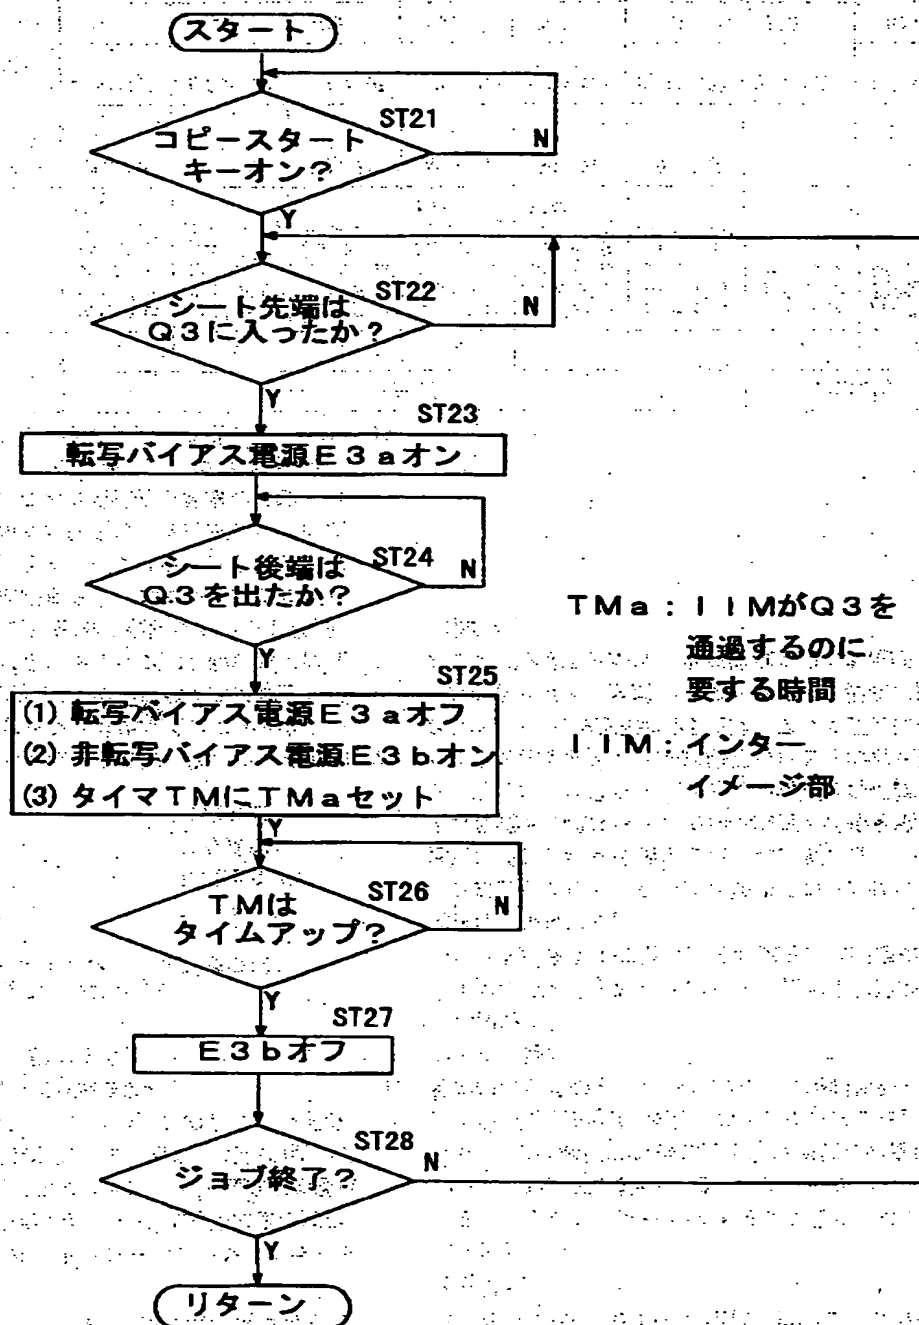 スタート
ST21
コピースタート
キーオン?
N
Y
ST22
シート先端は
Q3に入ったか?
N
Y
ST23
転写バイアス電源E3aオン
ST24
シート後端は
Q3を出たか?
N
Y
ST25
(1) 転写バイアス電源E3aオフ
(2) 非転写バイアス電源E3bオン
(3) タイマTMにTMaセット
TMa:IIMがQ3を
通過するのに
要する時間
IIM:インター
イメージ部
Y
ST26
TMは
タイムアップ?
N
Y
ST27
E3bオフ
ST28
ジョブ終了?
N
Y
リターン